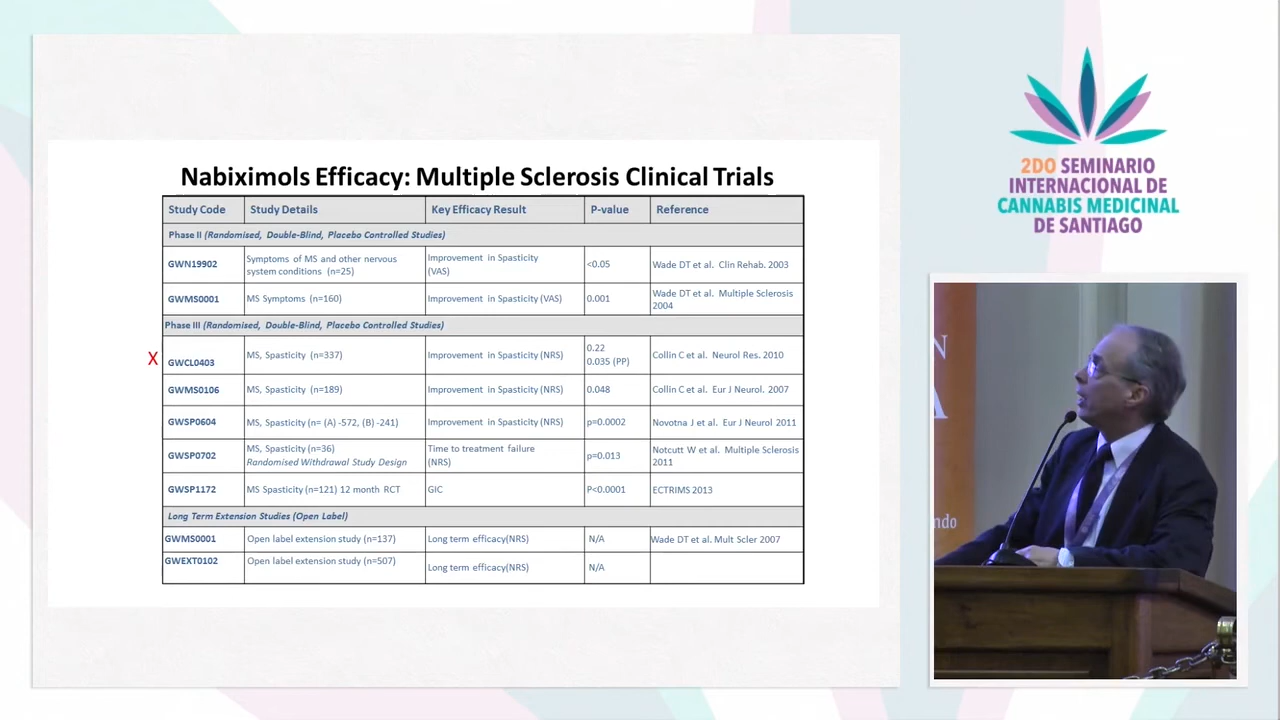 Nabiximols Efficacy: Multiple Sclerosis Clinical Trials
Study Code Study Details Key Efficacy Result P-value Reference
Phase II (Randomised, Double-Blind, Placebo Controlled Studies)
GWN19902 Symptoms of MS and other nervous system conditions (n=25) Improvement in Spasticity (VAS) <0.05 Wade DT et al. Clin Rehab. 2003
GWMS0001 MS Symptoms (n=160) Improvement in Spasticity (VAS) 0.001 Wade DT et al. Multiple Sclerosis 2004
Phase III (Randomised, Double-Blind, Placebo Controlled Studies)
X GWCL0403 MS, Spasticity (n=337) Improvement in Spasticity (NRS) 0.22 0.035 (PP) Collin C et al. Neurol Res. 2010
GWMS0106 MS, Spasticity (n=189) Improvement in Spasticity (NRS) 0.048 Collin C et al. Eur J Neurol. 2007
GWSP0604 MS, Spasticity (n= (A) -572, (B) -241) Improvement in Spasticity (NRS) p=0.0002 Novotna J et al. Eur J Neurol 2011
GWSP0702 MS, Spasticity (n=36) Randomised Withdrawal Study Design Time to treatment failure (NRS) p=0.013 Notcutt W et al. Multiple Sclerosis 2011
GWSP1172 MS Spasticity (n=121) 12 month RCT GIC P<0.0001 ECTRIMS 2013
Long Term Extension Studies (Open Label)
GWMS0001 Open label extension study (n=137) Long term efficacy(NRS) N/A Wade DT et al. Mult Scler 2007
GWEXT0102 Open label extension study (n=507) Long term efficacy(NRS) N/A
2DO SEMINARIO
INTERNACIONAL DE
CANNABIS MEDICINAL
DE SANTIAGO
N
A
ndo